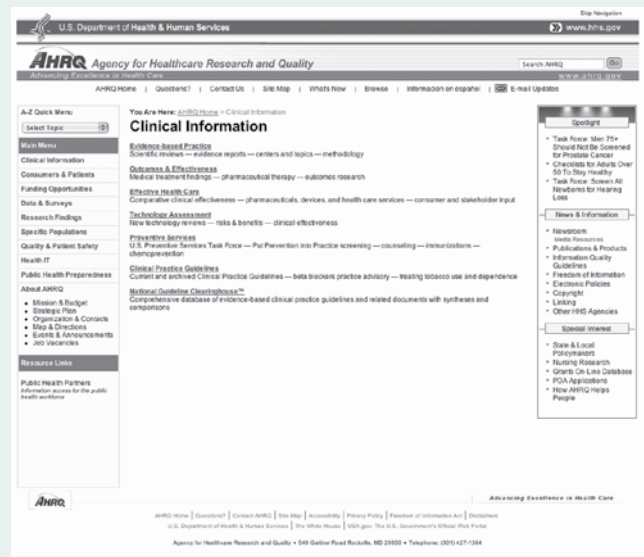 Skip Navigation
U.S. Department of Health & Human Services
www.hhs.gov
AHRQ Agency for Healthcare Research and Quality
Advancing Excellence in Health Care
Search AHRQ Go
www.ahrq.gov
AHRQ Home | Questions? | Contact Us | Site Map | What's New | Browse | Información en español | E-mail Updates
A-Z Quick Menu
Select Topic
Main Menu
Clinical Information
Consumers & Patients
Funding Opportunities
Data & Surveys
Research Findings
Specific Populations
Quality & Patient Safety
Health IT
Public Health Preparedness
About AHRQ
• Mission & Budget
• Strategic Plan
• Organization & Contacts
• Map & Directions
• Events & Announcements
• Job Vacancies
Resource Links
Public Health Partners
Information access for the public
health workforce
You Are Here: AHRQ Home > Clinical Information
Clinical Information
Evidence-based Practice
Scientific reviews — evidence reports — centers and topics — methodology
Outcomes & Effectiveness
Medical treatment findings — pharmaceutical therapy — outcomes research
Effective Health Care
Comparative clinical effectiveness — pharmaceuticals, devices, and health care services — consumer and stakeholder input
Technology Assessment
New technology reviews — risks & benefits — clinical effectiveness
Preventive Services
U.S. Preventive Services Task Force — Put Prevention into Practice screening — counseling — immunizations —
chemoprevention
Clinical Practice Guidelines
Current and archived Clinical Practice Guidelines — beta blockers practice advisory — treating tobacco use and dependence
National Guideline Clearinghouse™
Comprehensive database of evidence-based clinical practice guidelines and related documents with syntheses and
comparisons
Spotlight
• Task Force: Men 75+
Should Not Be Screened
for Prostate Cancer
• Checklists for Adults Over
50 To Stay Healthy
• Task Force: Screen All
Newborns for Hearing
Loss
News & Information
• Newsroom
Media Resources
• Publications & Products
• Information Quality
Guidelines
• Freedom of Information
• Electronic Policies
• Copyright
• Linking
• Other HHS Agencies
Special Interest
• State & Local
Policymakers
• Nursing Research
• Grants On-Line Database
• PDA Applications
• How AHRQ Helps
People
AHRQ
Advancing Excellence in Health Care
AHRQ Home | Questions? | Contact AHRQ | Site Map | Accessibility | Privacy Policy | Freedom of Information Act | Disclaimers
U.S. Department of Health & Human Services | The White House | USA.gov: The U.S. Government's Official Web Portal
Agency for Healthcare Research and Quality • 540 Gaither Road Rockville, MD 20850 • Telephone: (301) 427-1364